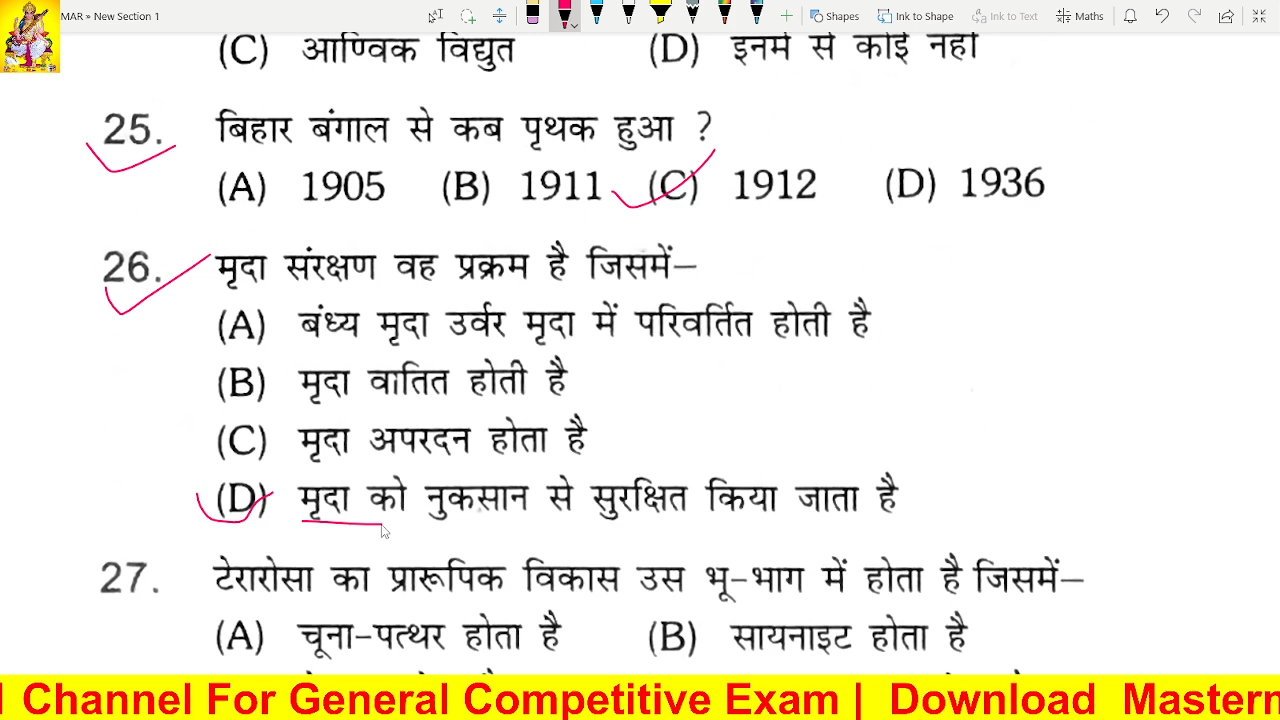 MAR » New Section 1
Shapes Ink to Shape Ink to Text Maths
(C) आण्विक विद्युत (D) इनमें से कोई नहीं
25. बिहार बंगाल से कब पृथक हुआ ?
(A) 1905 (B) 1911 (C) 1912 (D) 1936
26. मृदा संरक्षण वह प्रक्रम है जिसमें–
(A) बंध्य मृदा उर्वर मृदा में परिवर्तित होती है
(B) मृदा वातित होती है
(C) मृदा अपरदन होता है
(D) मृदा को नुकसान से सुरक्षित किया जाता है
27. टेरारोसा का प्रारूपिक विकास उस भू-भाग में होता है जिसमें–
(A) चूना-पत्थर होता है (B) सायनाइट होता है
Channel For General Competitive Exam | Download